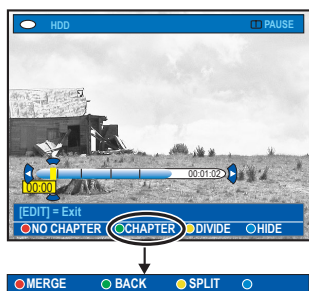 HDD PAUSE
00:01:02
00:00
[EDIT] = Exit
NO CHAPTER CHAPTER DIVIDE HIDE
MERGE BACK SPLIT